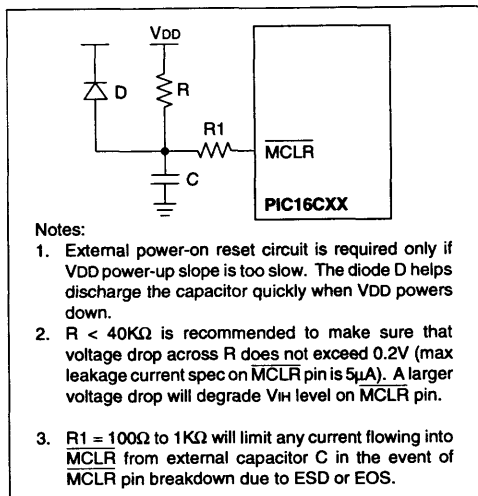 VDD
D
R
R1
MCLR
C
PIC16CXX
Notes:
1. External power-on reset circuit is required only if
VDD power-up slope is too slow. The diode D helps
discharge the capacitor quickly when VDD powers
down.
2. R < 40KΩ is recommended to make sure that
voltage drop across R does not exceed 0.2V (max
leakage current spec on MCLR pin is 5µA). A larger
voltage drop will degrade VIH level on MCLR pin.
3. R1 = 100Ω to 1KΩ will limit any current flowing into
MCLR from external capacitor C in the event of
MCLR pin breakdown due to ESD or EOS.